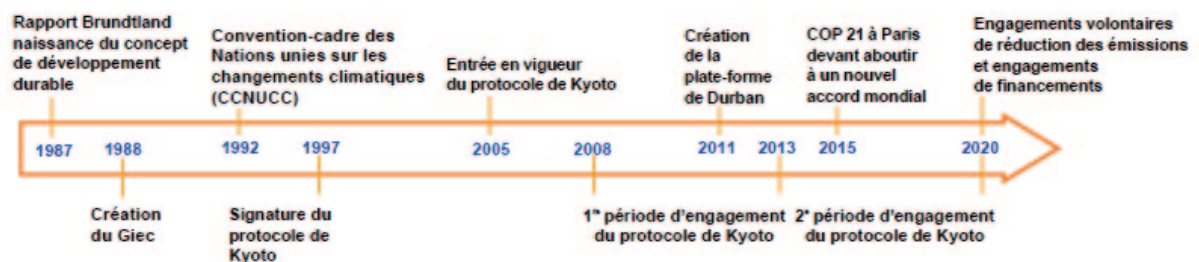 Rapport Brundtland
naissance du concept
de développement
durable
Convention-cadre des
Nations unies sur les
changements climatiques
(CCNUCC)
Entrée en vigueur
du protocole de Kyoto
Création
de la
plate-forme
de Durban
COP 21 à Paris
devant aboutir
à un nouvel
accord mondial
Engagements volontaires
de réduction des émissions
et engagements
de financements
1987 1988 1992 1997 2005 2008 2011 2013 2015 2020
Création
du Giec
Signature du
protocole de
Kyoto
1re période d'engagement
du protocole de Kyoto
2e période d'engagement
du protocole de Kyoto